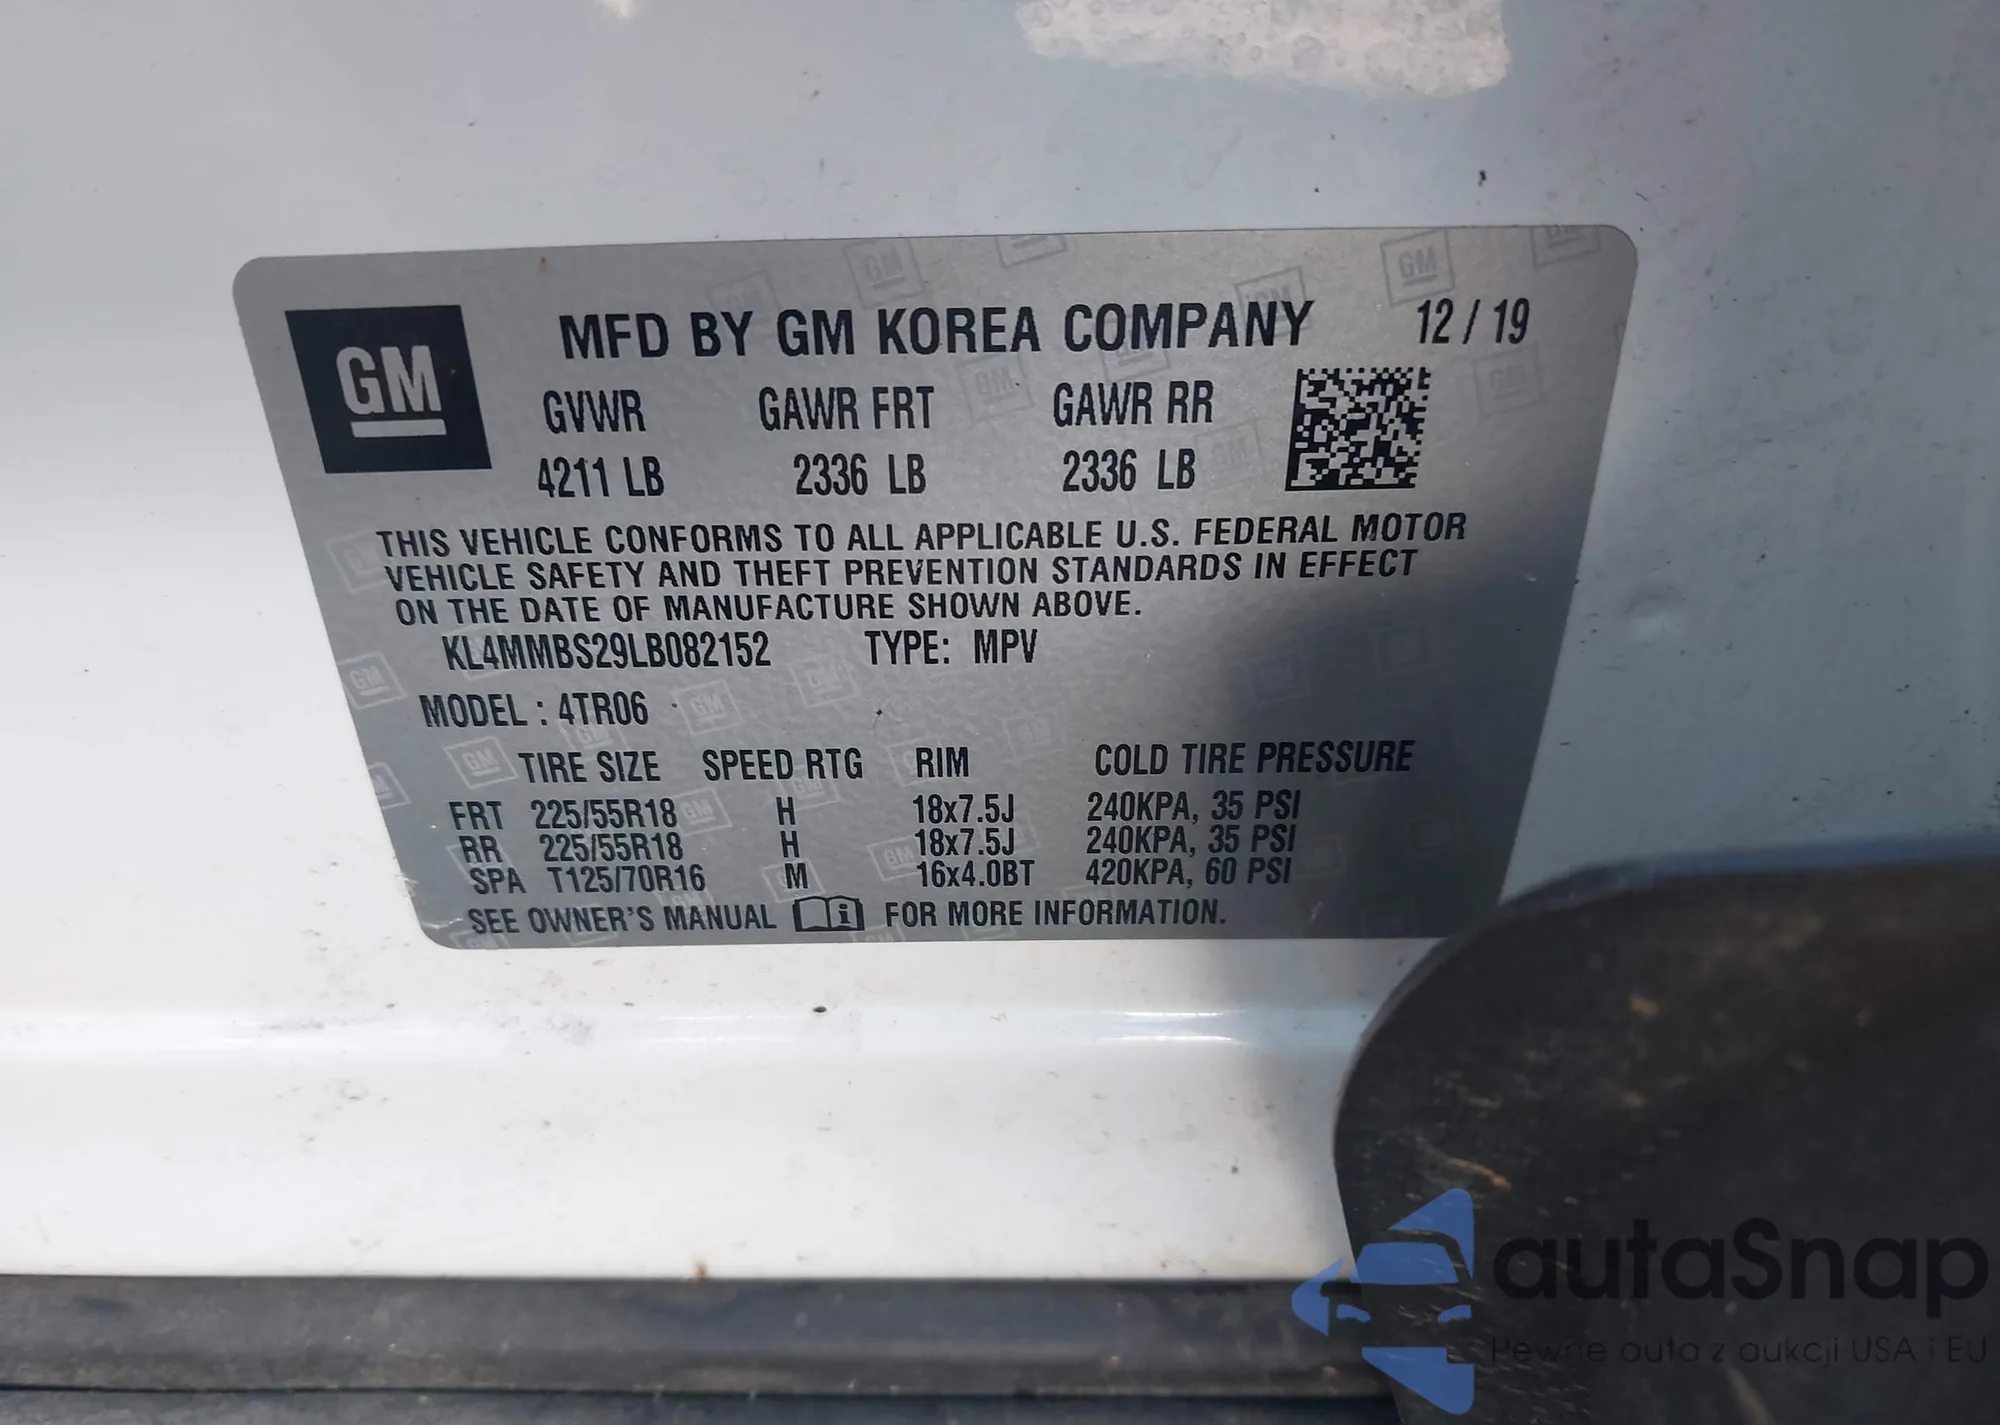 GM
MFD BY GM KOREA COMPANY 12 / 19
GVWR GAWR FRT GAWR RR
4211 LB 2336 LB 2336 LB
THIS VEHICLE CONFORMS TO ALL APPLICABLE U.S. FEDERAL MOTOR
VEHICLE SAFETY AND THEFT PREVENTION STANDARDS IN EFFECT
ON THE DATE OF MANUFACTURE SHOWN ABOVE.
KL4MMBS29LB082152 TYPE: MPV
MODEL : 4TR06
TIRE SIZE SPEED RTG RIM COLD TIRE PRESSURE
FRT 225/55R18 H 18x7.5J 240KPA, 35 PSI
RR 225/55R18 H 18x7.5J 240KPA, 35 PSI
SPA T125/70R16 M 16x4.0BT 420KPA, 60 PSI
SEE OWNER'S MANUAL i FOR MORE INFORMATION.
autaSnap
Pewne auta z aukcji USA i EU